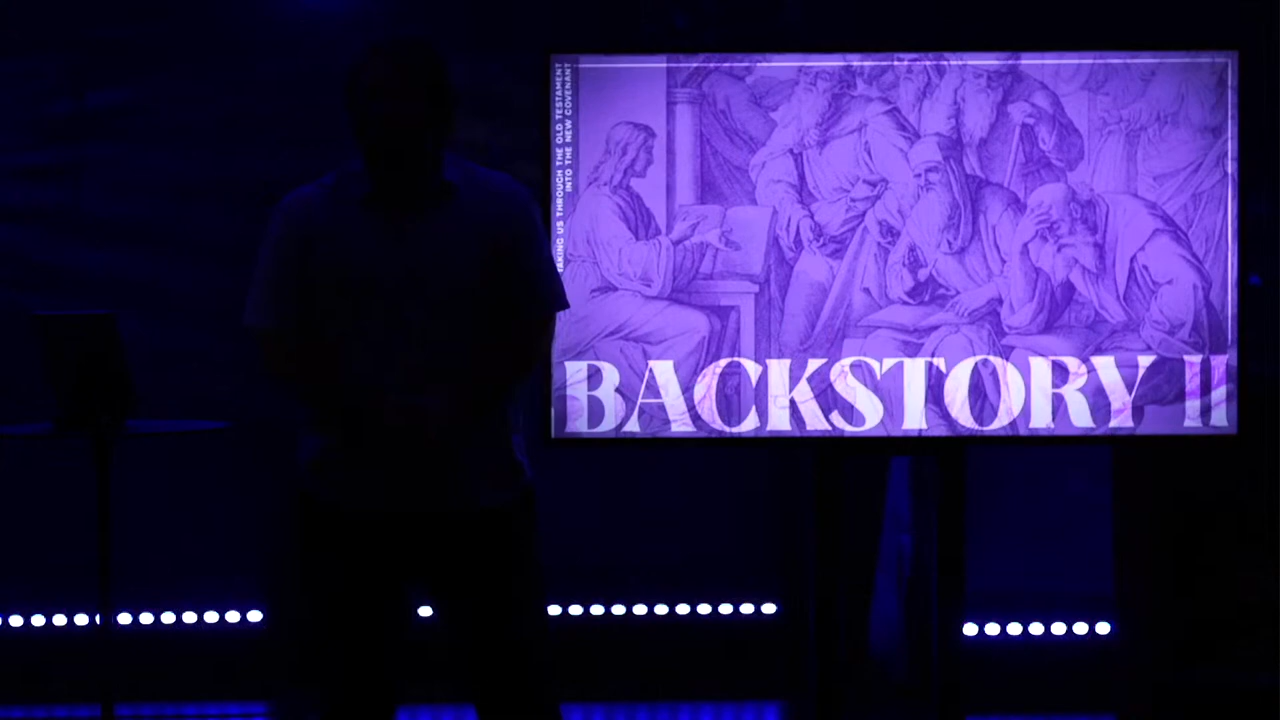 TAKING US THROUGH THE OLD TESTAMENT
INTO THE NEW COVENANT
BACKSTORY II